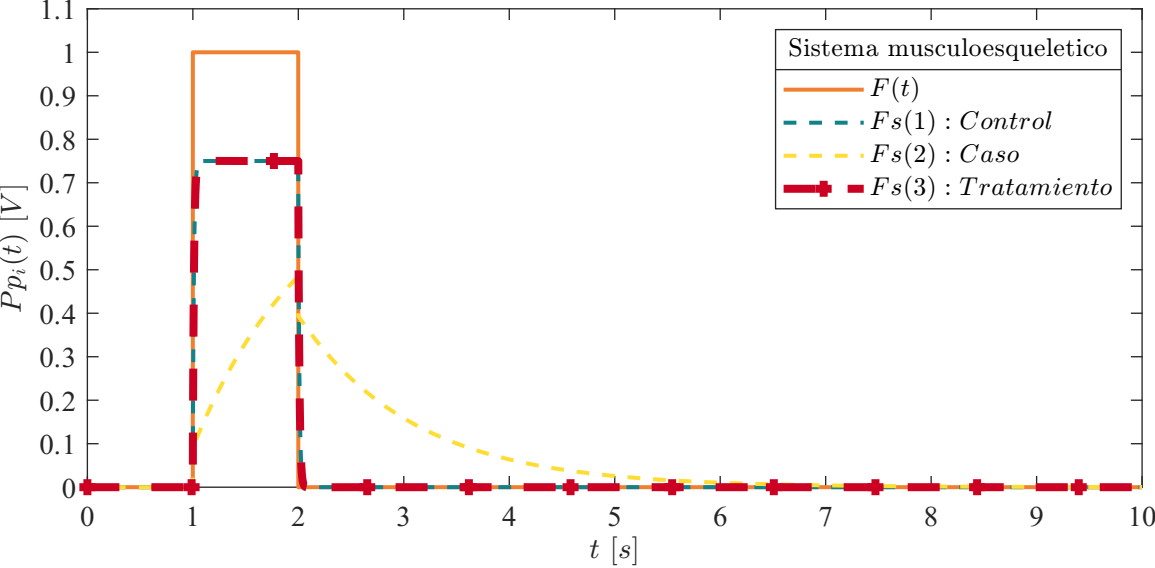 1.1
1
0.9
0.8
0.7
0.6
0.5
0.4
0.3
0.2
0.1
0
Pp_i(t) [V]
Sistema musculoesqueletico
F(t)
Fs(1) : Control
Fs(2) : Caso
Fs(3) : Tratamiento
0 1 2 3 4 5 6 7 8 9 10
t [s]